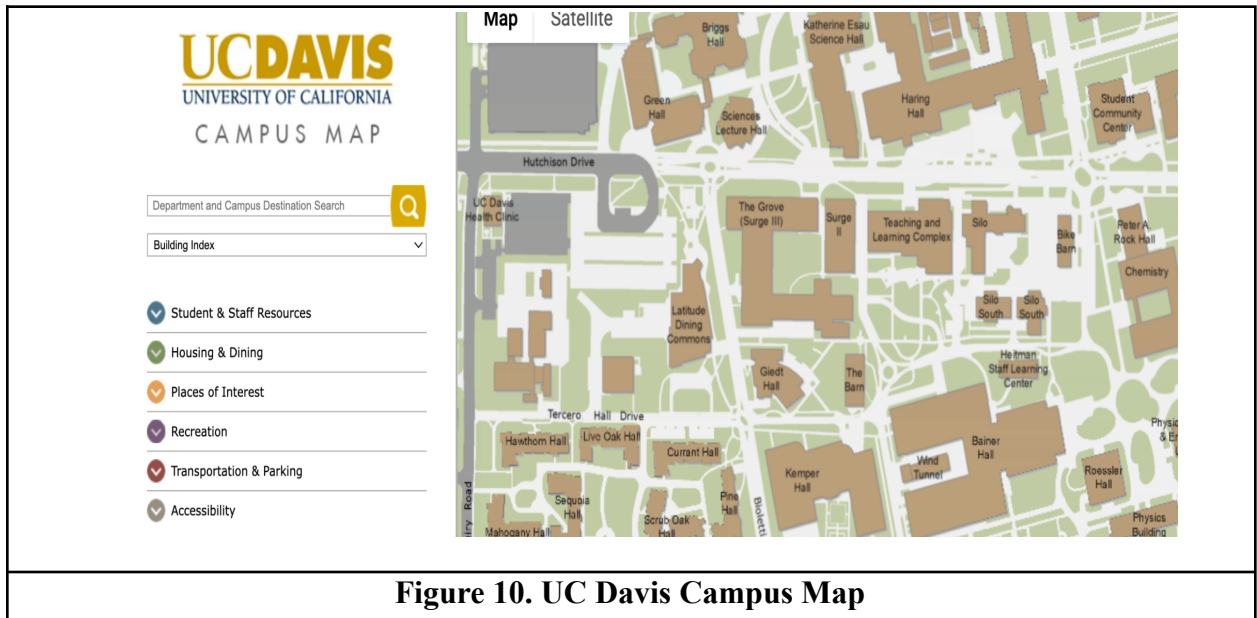 UCDAVIS
UNIVERSITY OF CALIFORNIA
CAMPUS MAP
Department and Campus Destination Search
Building Index
Student & Staff Resources
Housing & Dining
Places of Interest
Recreation
Transportation & Parking
Accessibility
Map
Satellite
Briggs
Hall
Katherine Esau
Science Hall
Green
Hall
Sciences
Lecture Hall
Haring
Hall
Student
Community
Center
Hutchison Drive
UC Davis
Health Clinic
The Grove
(Surge III)
Surge
II
Teaching and
Learning Complex
Silo
Bike
Barn
Peter A.
Rock Hall
Chemistry
Latitude
Dining
Commons
Silo
South
Silo
South
Giedt
Hall
The
Barn
Heitman
Staff Learning
Center
Tercero Hall Drive
Hawthorn Hall
Live Oak Hall
Currant Hall
Kemper
Hall
Wind
Tunnel
Bainer
Hall
Roessler
Hall
Sequoia
Hall
Scrub Oak
Hall
Pine
Hall
Mahogany Hall
Road
Bioletti
Physics
Building
Figure 10. UC Davis Campus Map